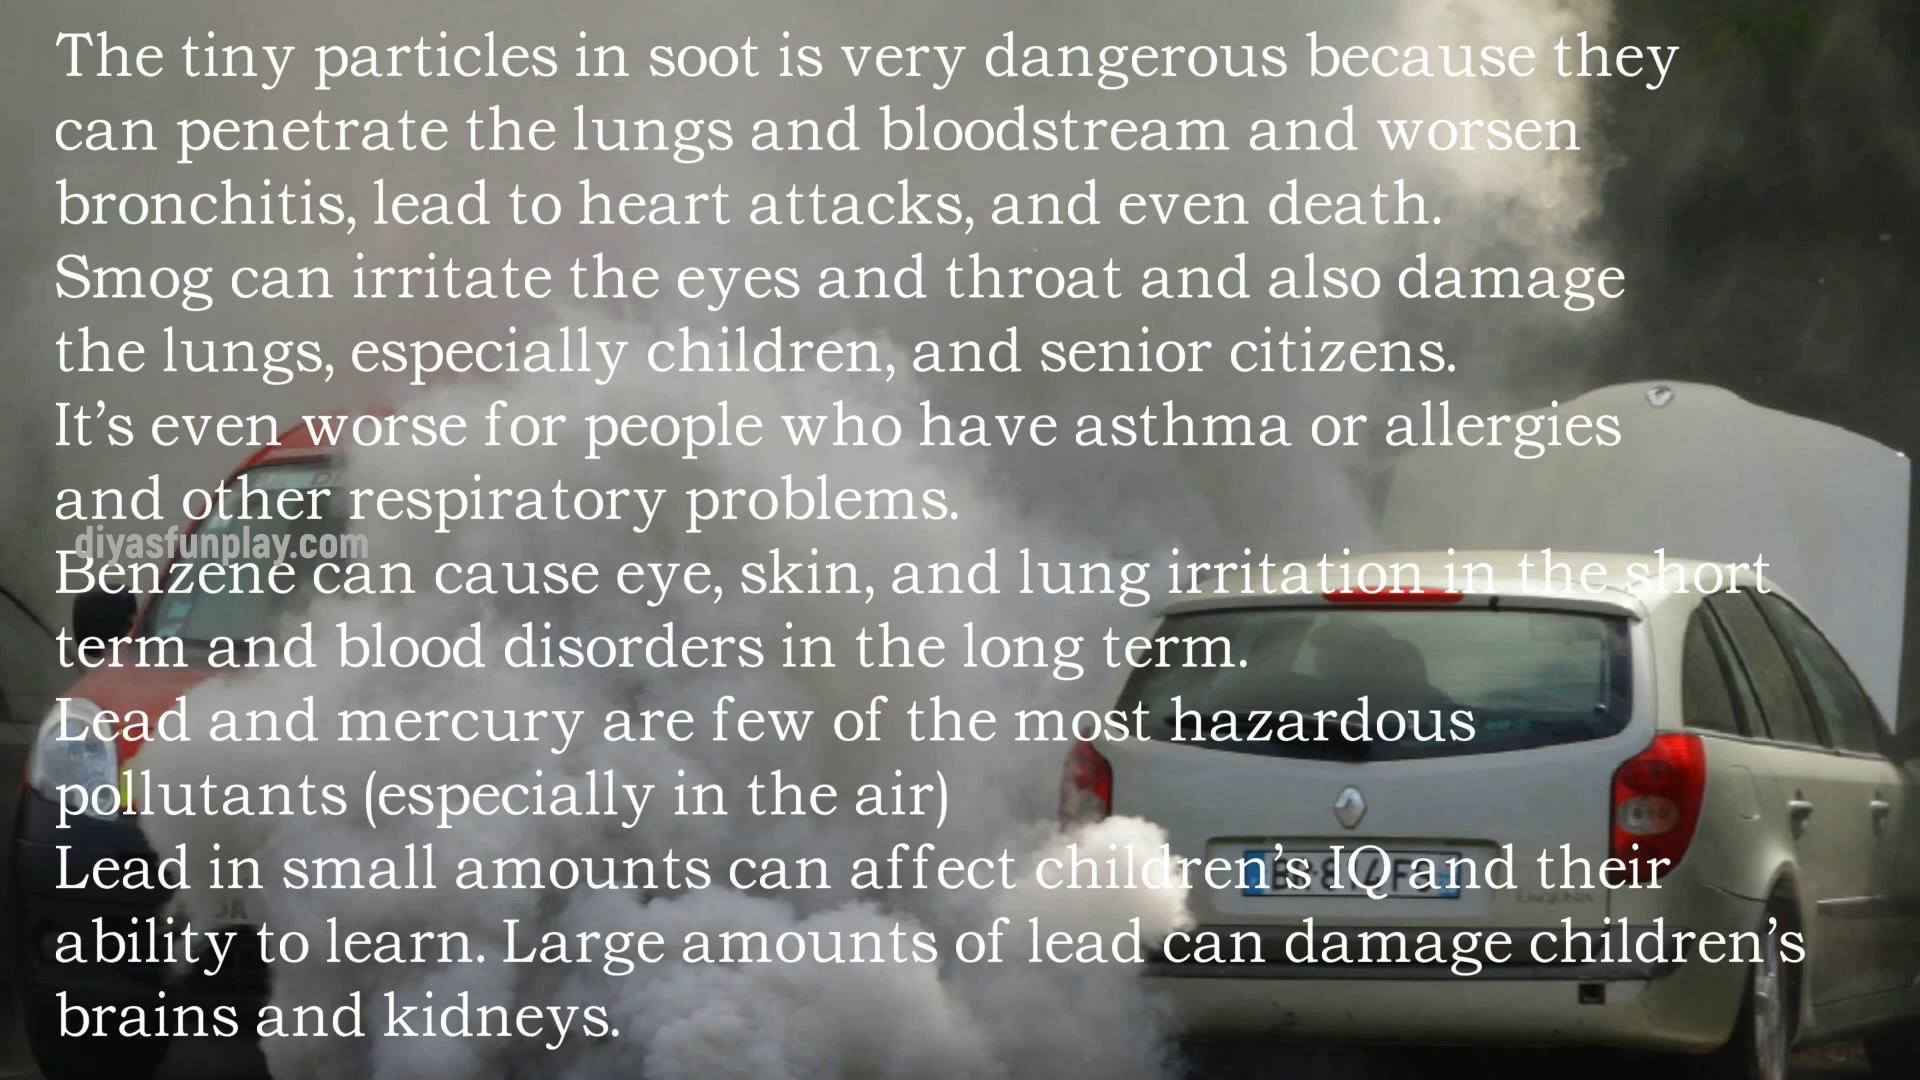 The tiny particles in soot is very dangerous because they
can penetrate the lungs and bloodstream and worsen
bronchitis, lead to heart attacks, and even death.
Smog can irritate the eyes and throat and also damage
the lungs, especially children, and senior citizens.
It’s even worse for people who have asthma or allergies
and other respiratory problems.
diyasfunplay.com
Benzene can cause eye, skin, and lung irritation in the short
term and blood disorders in the long term.
Lead and mercury are few of the most hazardous
pollutants (especially in the air)
Lead in small amounts can affect children’s IQ and their
ability to learn. Large amounts of lead can damage children’s
brains and kidneys.